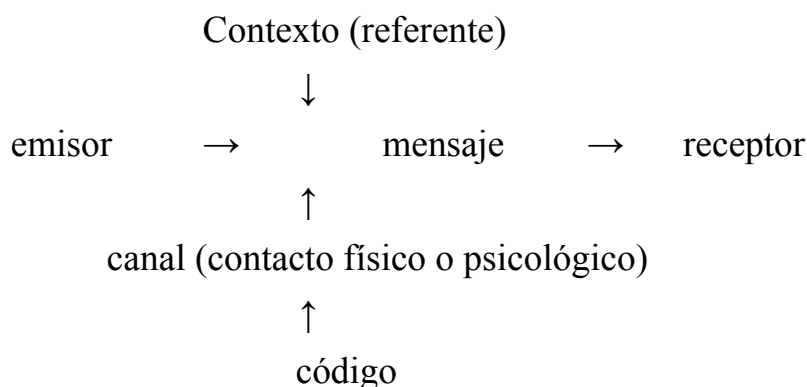 Contexto (referente)
↓
emisor → mensaje → receptor
↑
canal (contacto físico o psicológico)
↑
código